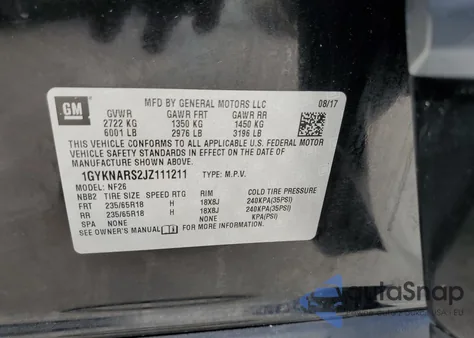 GM
MFD BY GENERAL MOTORS LLC 08/17
GVWR GAWR FRT GAWR RR
2722 KG 1350 KG 1450 KG
6001 LB 2976 LB 3196 LB
THIS VEHICLE CONFORMS TO ALL APPLICABLE U.S. FEDERAL MOTOR
VEHICLE SAFETY STANDARDS IN EFFECT ON THE DATE OF
MANUFACTURE SHOWN ABOVE.
1GYKNARS2JZ111211 TYPE: M.P.V.
MODEL: NF26
NBB2 TIRE SIZE SPEED RTG RIM COLD TIRE PRESSURE
FRT 235/65R18 H 18X8J 240KPA(35PSI)
RR 235/65R18 H 18X8J 240KPA(35PSI)
SPA NONE NONE KPA(PSI)
SEE OWNER'S MANUAL FOR MORE INFORMATION.
autoSnap